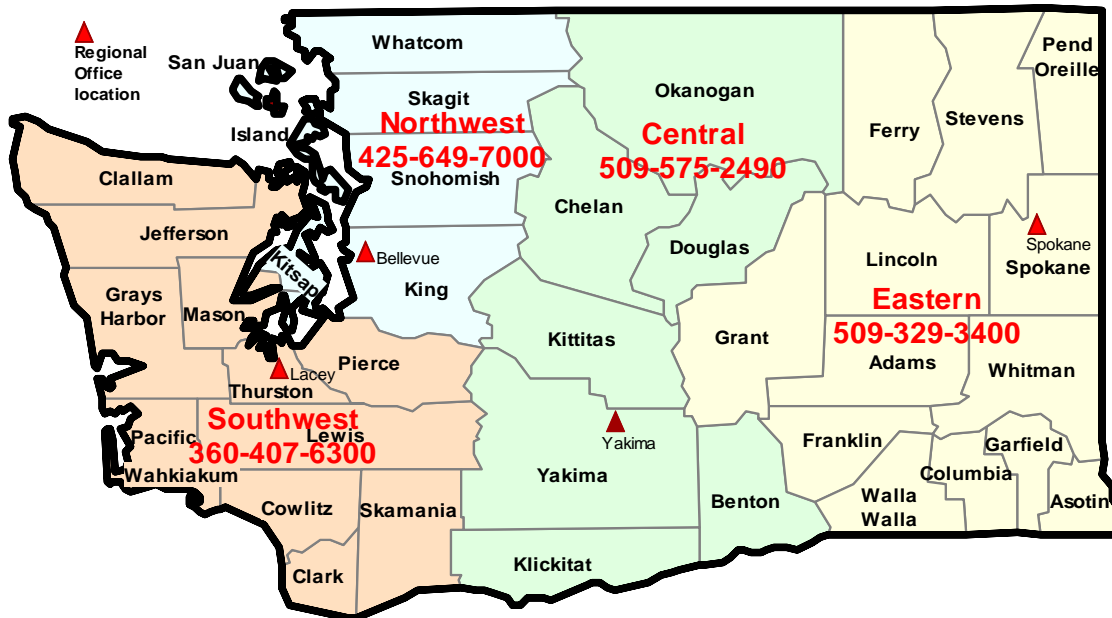 Regional
Office
location
San Juan
Island
Whatcom
Skagit
Northwest
425-649-7000
Snohomish
King
Bellevue
Kitsap
Okanogan
Central
509-575-2490
Chelan
Douglas
Kittitas
Yakima
Yakima
Benton
Klickitat
Ferry
Stevens
Pend
Oreille
Spokane
Spokane
Lincoln
Eastern
509-329-3400
Grant
Adams
Whitman
Franklin
Garfield
Columbia
Walla
Walla
Asotin
Clallam
Jefferson
Grays
Harbor
Mason
Pierce
Lacey
Thurston
Southwest
360-407-6300
Lewis
Pacific
Wahkiakum
Cowlitz
Skamania
Clark